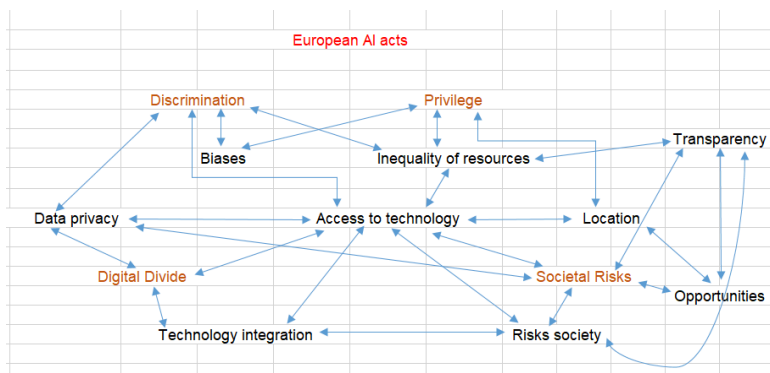 European AI acts
Discrimination
Privilege
Transparency
Biases
Inequality of resources
Data privacy
Access to technology
Location
Digital Divide
Societal Risks
Opportunities
Technology integration
Risks society